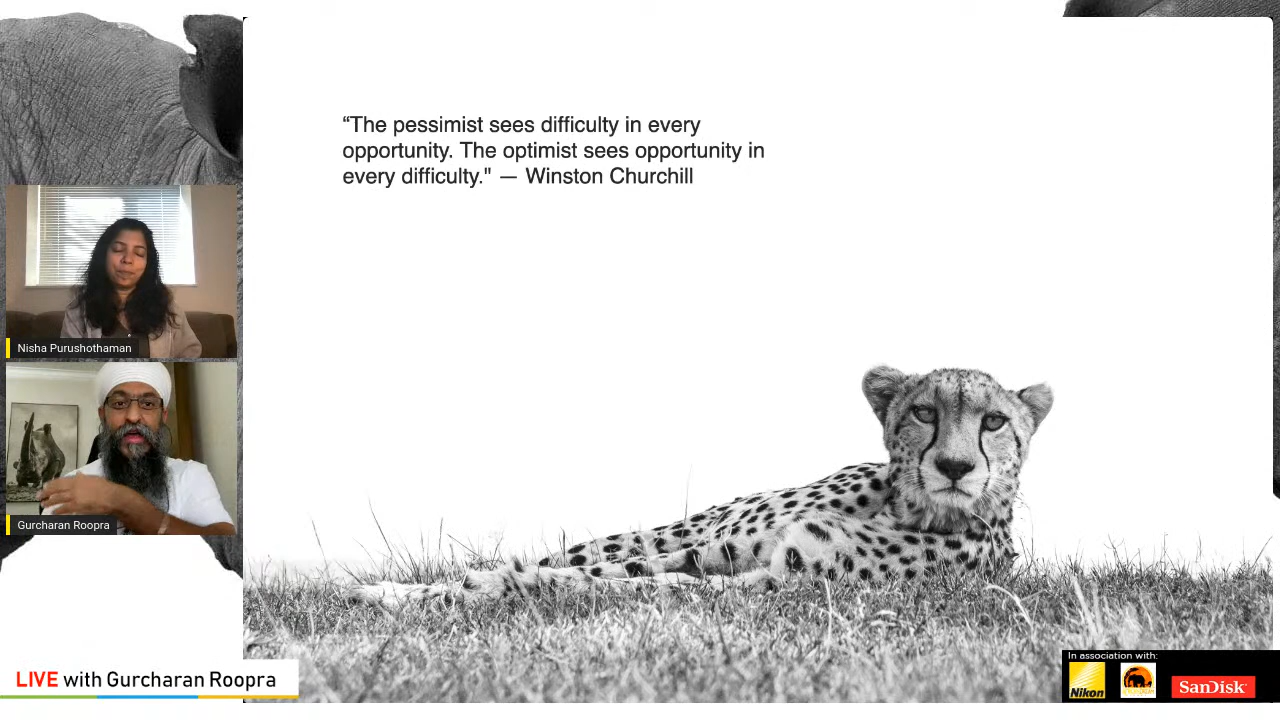 “The pessimist sees difficulty in every
opportunity. The optimist sees opportunity in
every difficulty." — Winston Churchill
Nisha Purushothaman
Gurcharan Roopra
LIVE with Gurcharan Roopra
In association with:
Nikon
SanDisk